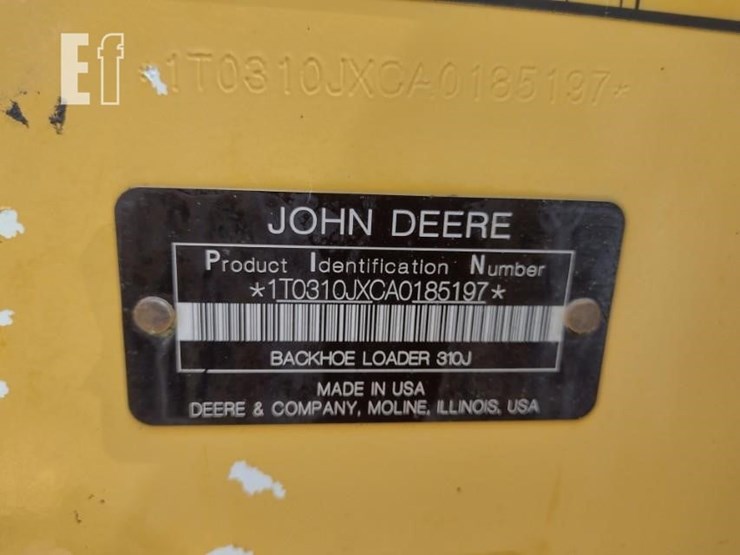 Ef
*1T0310JXCA0185197*
JOHN DEERE
Product Identification Number
*1T0310JXCA0185197*
BACKHOE LOADER 310J
MADE IN USA
DEERE & COMPANY, MOLINE, ILLINOIS, USA